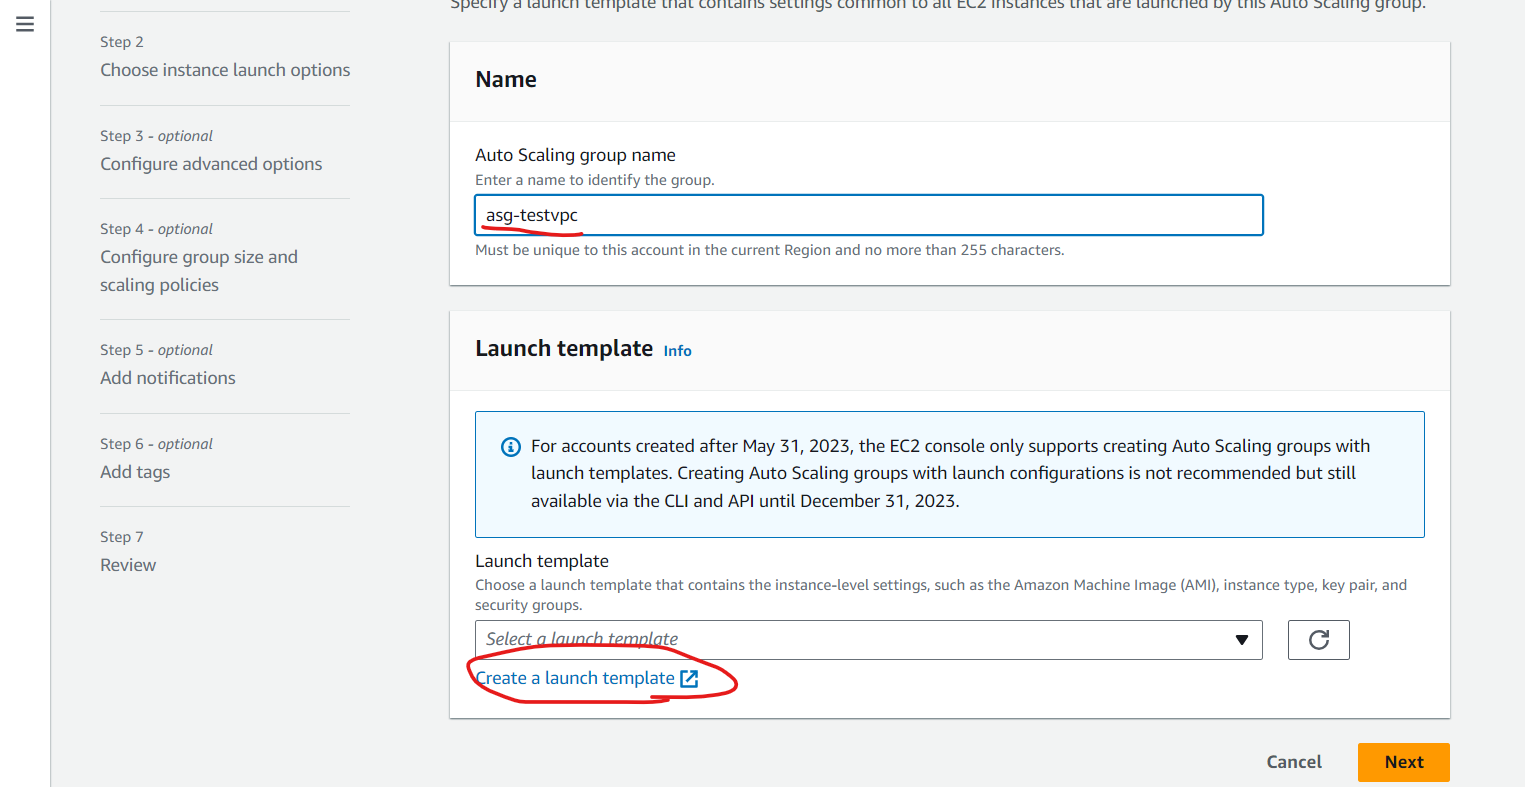 Specify a launch template that contains settings common to all EC2 instances that are launched by this Auto Scaling group.
Step 2
Choose instance launch options
Step 3 - optional
Configure advanced options
Step 4 - optional
Configure group size and
scaling policies
Step 5 - optional
Add notifications
Step 6 - optional
Add tags
Step 7
Review
Name
Auto Scaling group name
Enter a name to identify the group.
asg-testvpc
Must be unique to this account in the current Region and no more than 255 characters.
Launch template Info
For accounts created after May 31, 2023, the EC2 console only supports creating Auto Scaling groups with
launch templates. Creating Auto Scaling groups with launch configurations is not recommended but still
available via the CLI and API until December 31, 2023.
Launch template
Choose a launch template that contains the instance-level settings, such as the Amazon Machine Image (AMI), instance type, key pair, and
security groups.
Select a launch template
Create a launch template
Cancel
Next